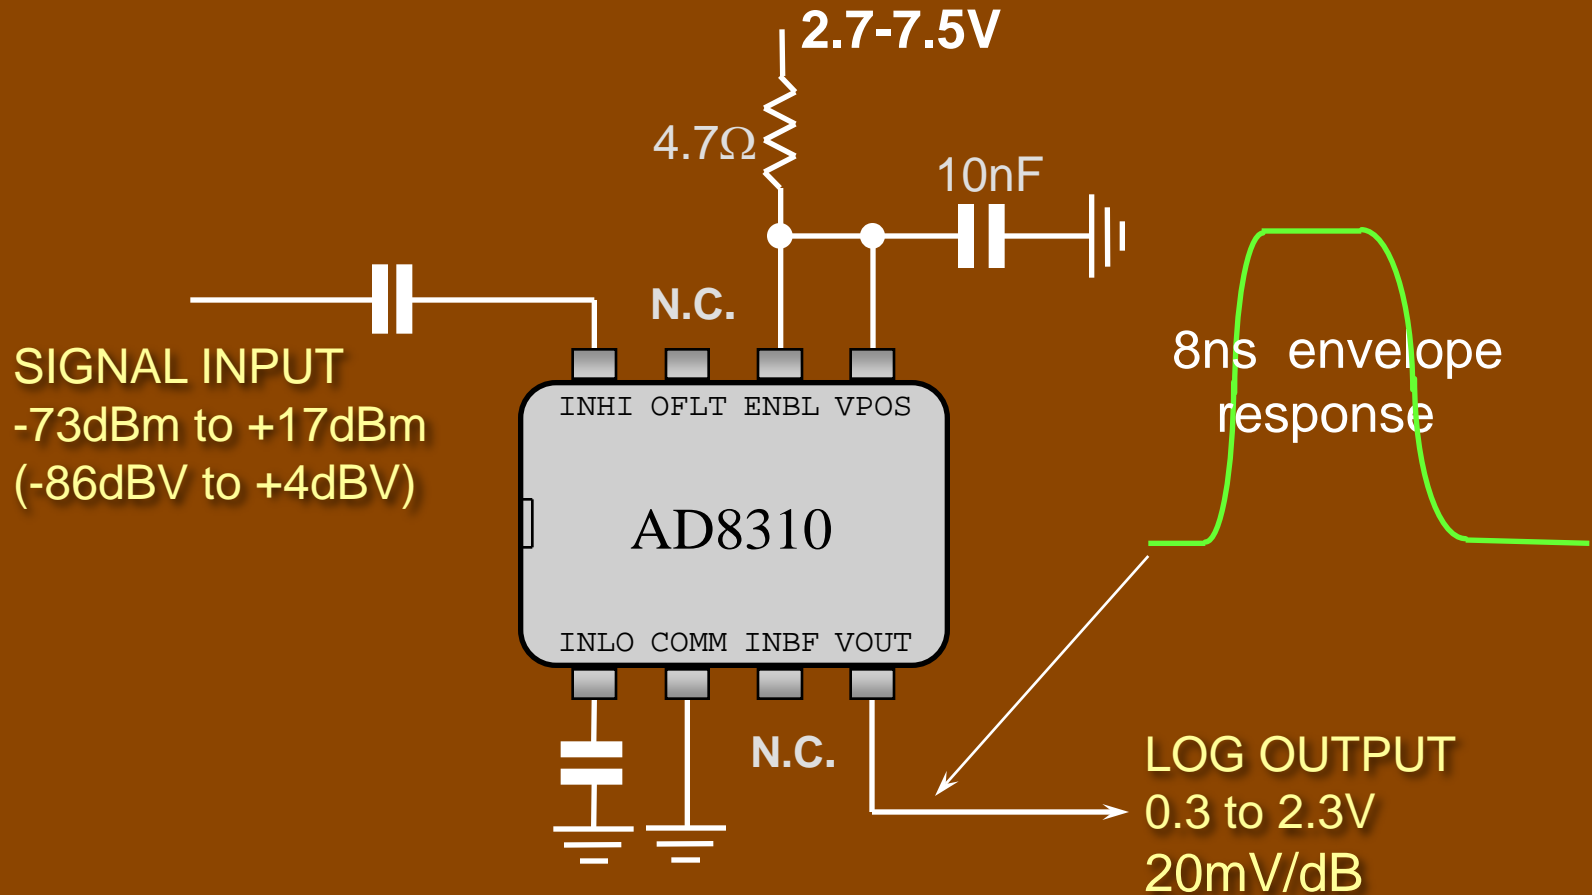 2.7-7.5V
4.7Ω
10nF
N.C.
SIGNAL INPUT
-73dBm to +17dBm
(-86dBV to +4dBV)
8ns envelope
response
INHI OFLT ENBL VPOS
AD8310
INLO COMM INBF VOUT
N.C.
LOG OUTPUT
0.3 to 2.3V
20mV/dB